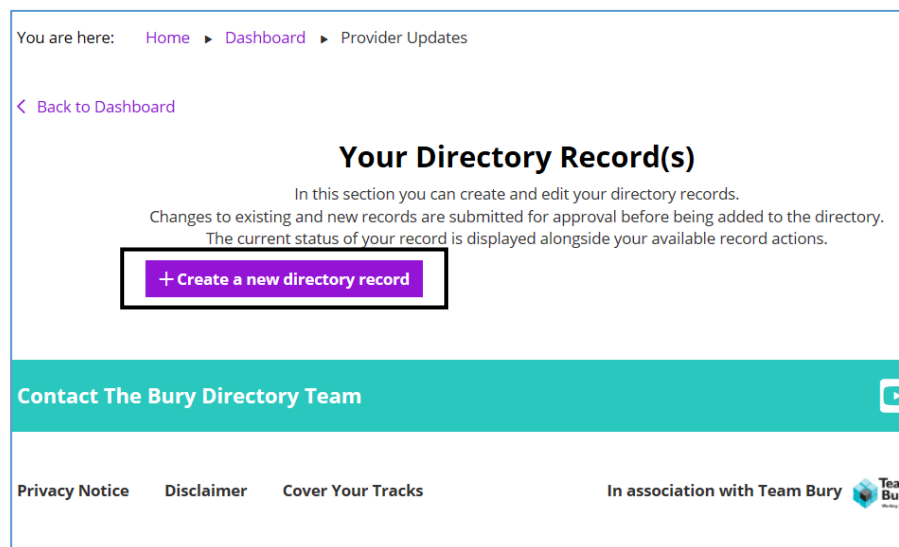 You are here: Home ▸ Dashboard ▸ Provider Updates
Back to Dashboard
Your Directory Record(s)
In this section you can create and edit your directory records.
Changes to existing and new records are submitted for approval before being added to the directory.
The current status of your record is displayed alongside your available record actions.
+ Create a new directory record
Contact The Bury Directory Team
Privacy Notice Disclaimer Cover Your Tracks In association with Team Bury